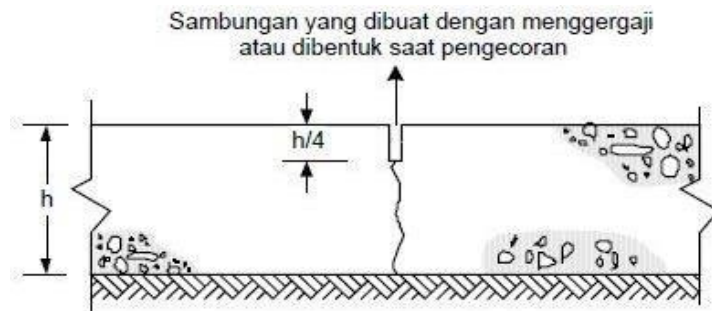 Sambungan yang dibuat dengan menggergaji
atau dibentuk saat pengecoran
h/4
h